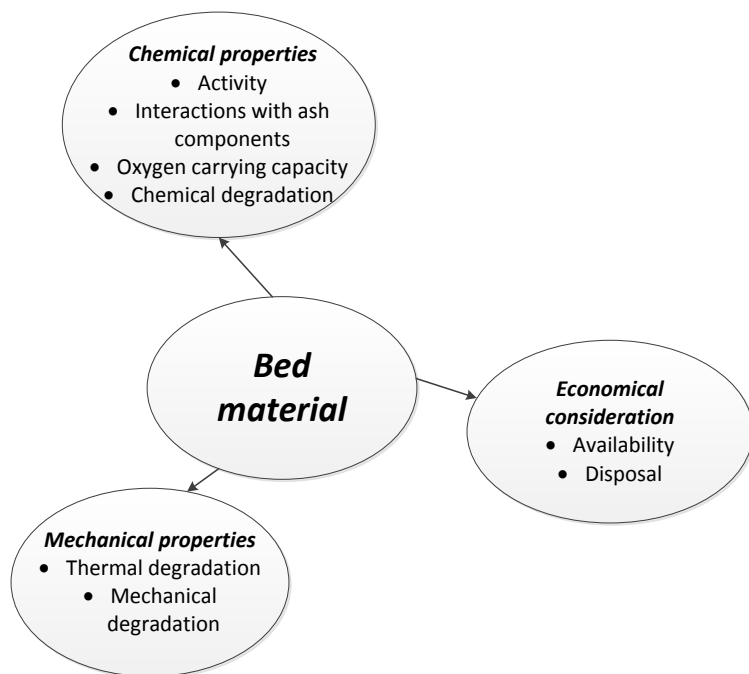 Chemical properties
• Activity
• Interactions with ash
components
• Oxygen carrying capacity
• Chemical degradation
Bed
material
Economical
consideration
• Availability
• Disposal
Mechanical properties
• Thermal degradation
• Mechanical
degradation